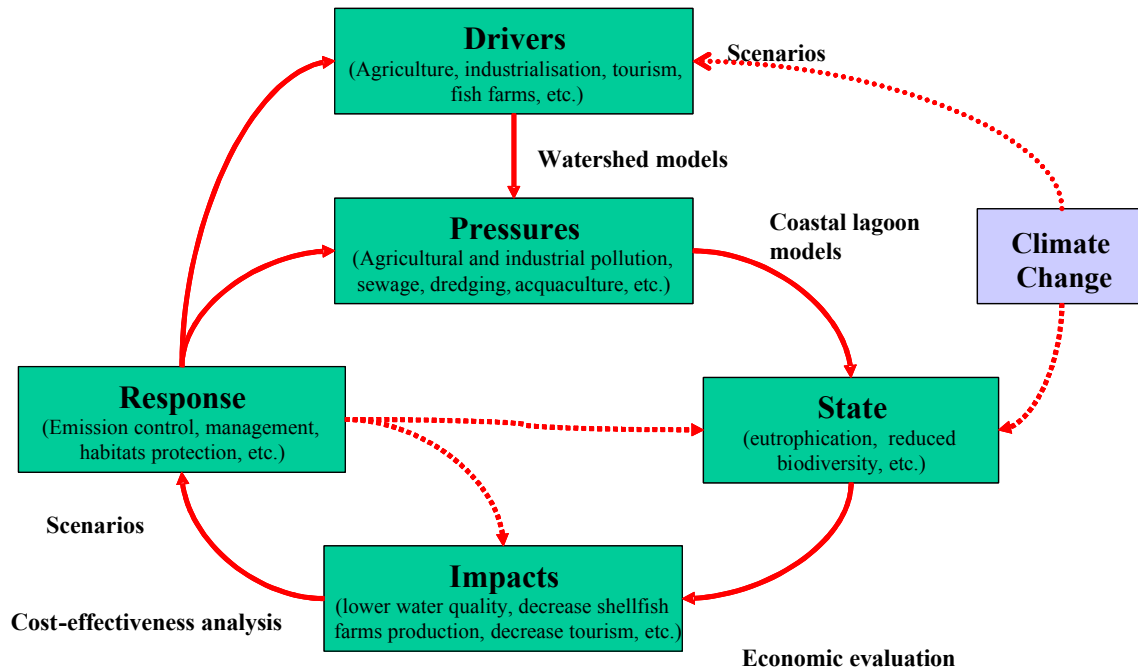 Drivers
(Agriculture, industrialisation, tourism,
fish farms, etc.)
Scenarios
Watershed models
Pressures
(Agricultural and industrial pollution,
sewage, dredging, acquaculture, etc.)
Coastal lagoon
models
Climate
Change
Response
(Emission control, management,
habitats protection, etc.)
State
(eutrophication, reduced
biodiversity, etc.)
Scenarios
Impacts
(lower water quality, decrease shellfish
farms production, decrease tourism, etc.)
Cost-effectiveness analysis
Economic evaluation